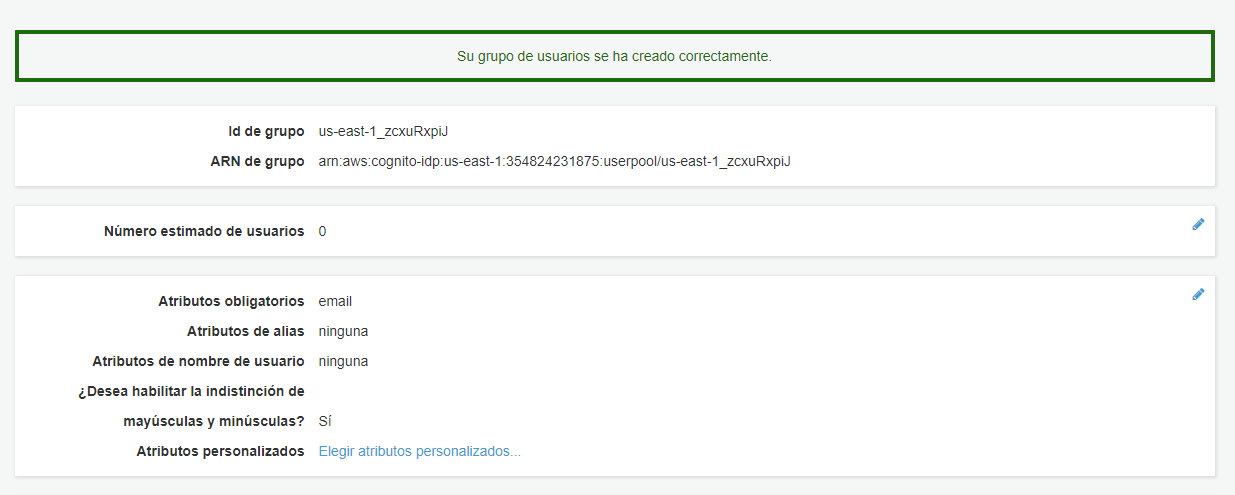 Su grupo de usuarios se ha creado correctamente.
Id de grupo us-east-1_zcxuRxpiJ
ARN de grupo arn:aws:cognito-idp:us-east-1:354824231875:userpool/us-east-1_zcxuRxpiJ
Número estimado de usuarios 0
Atributos obligatorios email
Atributos de alias ninguna
Atributos de nombre de usuario ninguna
¿Desea habilitar la indistinción de
mayúsculas y minúsculas? Sí
Atributos personalizados Elegir atributos personalizados...